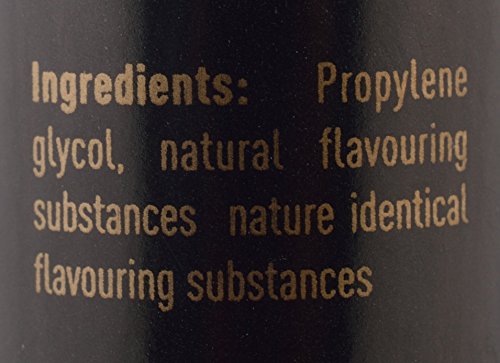 Ingredients: Propylene
glycol, natural flavouring
substances nature identical
flavouring substances